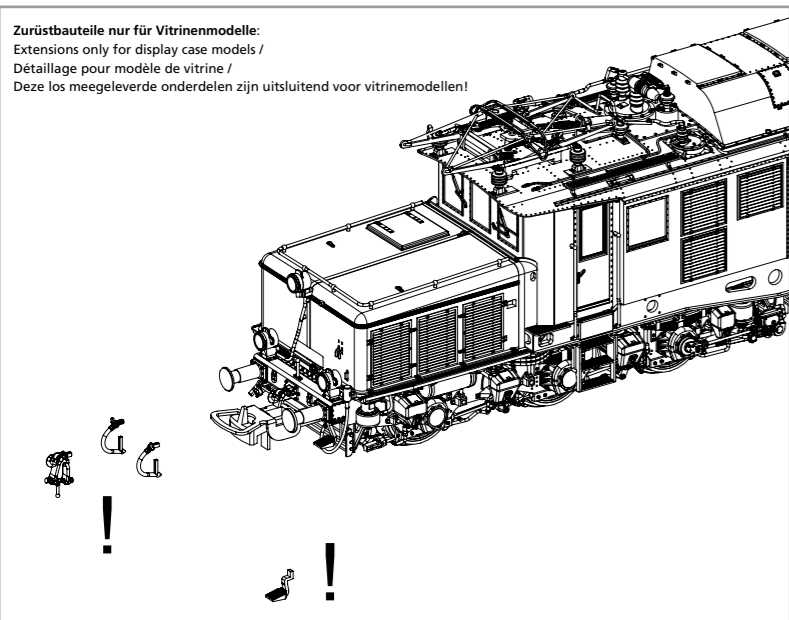 Zurüstbauteile nur für Vitrinenmodelle:
Extensions only for display case models /
Détaillage pour modèle de vitrine /
Deze los meegeleverde onderdelen zijn uitsluitend voor vitrinemodellen!
!
!